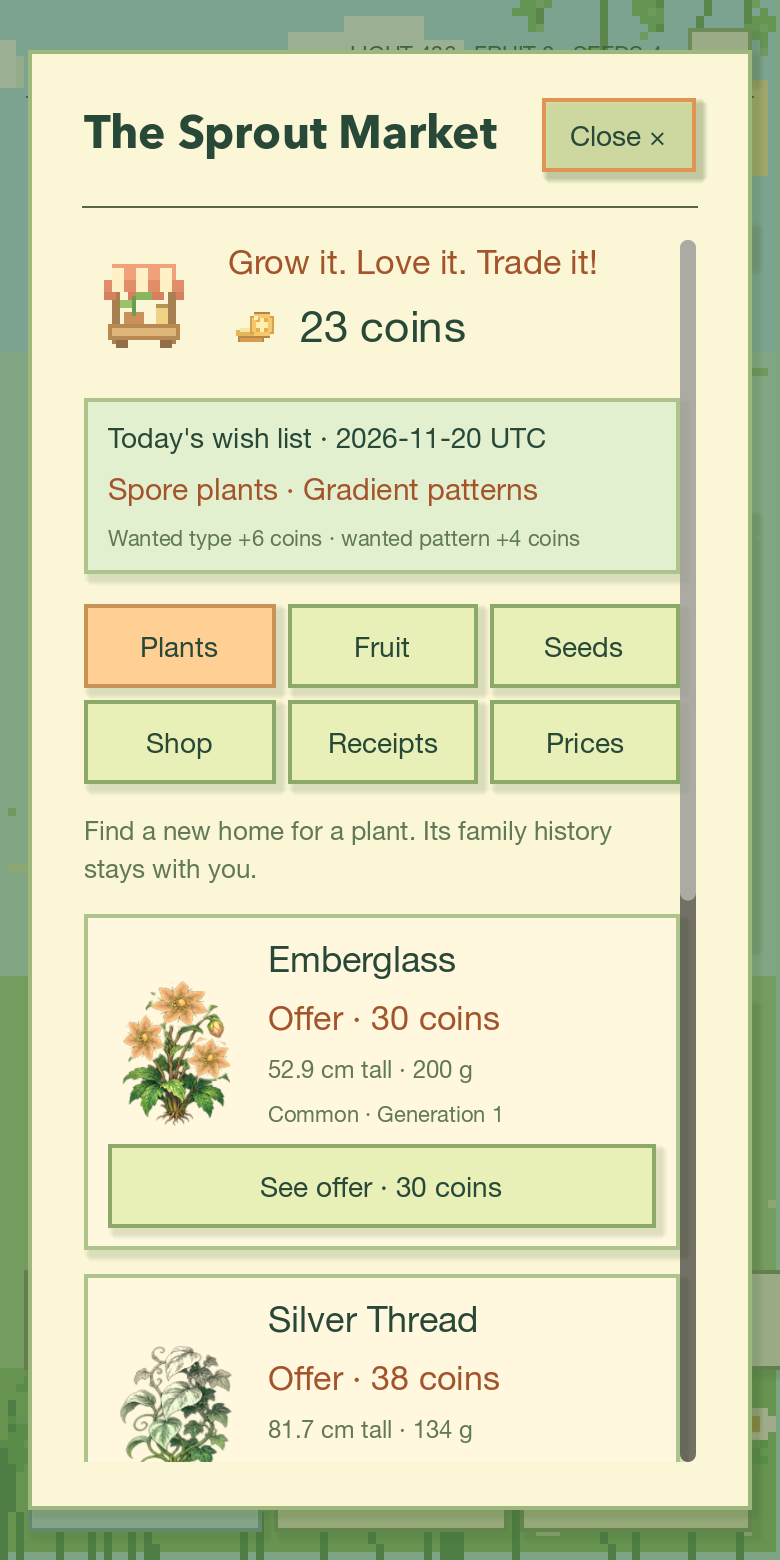 The Sprout Market
Close ×
Grow it. Love it. Trade it!
23 coins
Today's wish list · 2026-11-20 UTC
Spore plants · Gradient patterns
Wanted type +6 coins · wanted pattern +4 coins
Plants
Fruit
Seeds
Shop
Receipts
Prices
Find a new home for a plant. Its family history
stays with you.
Emberglass
Offer · 30 coins
52.9 cm tall · 200 g
Common · Generation 1
See offer · 30 coins
Silver Thread
Offer · 38 coins
81.7 cm tall · 134 g